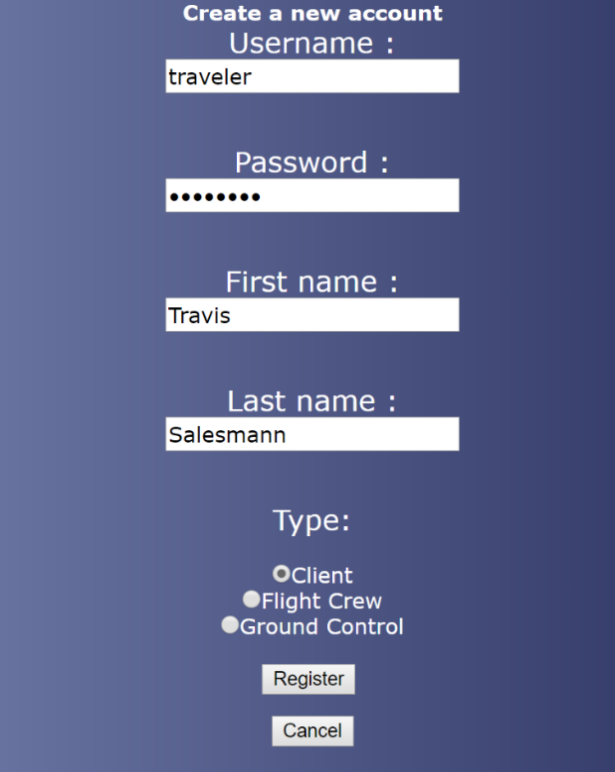 Create a new account
Username :
traveler
Password :
••••••••
First name :
Travis
Last name :
Salesmann
Type:
Client
Flight Crew
Ground Control
Register
Cancel